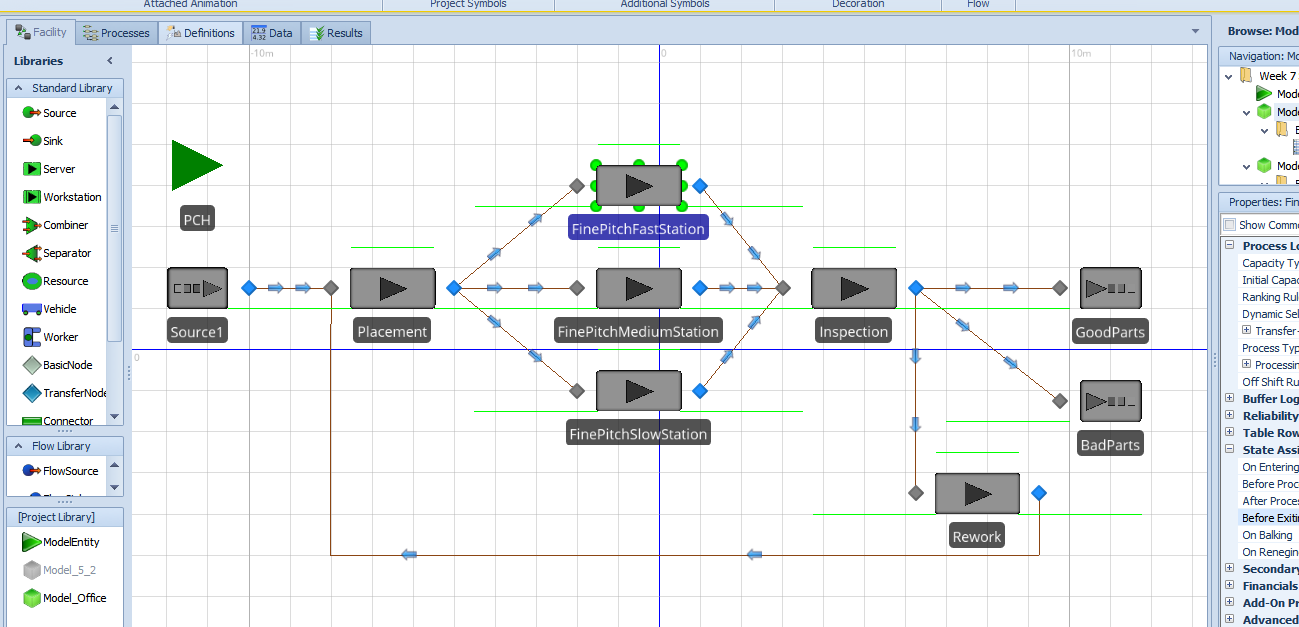 Attached Animation
Project Symbols
Additional Symbols
Decoration
Flow
Facility
Processes
Definitions
Data
Results
Browse: Mod
Libraries
Standard Library
Source
Sink
Server
Workstation
Combiner
Separator
Resource
Vehicle
Worker
BasicNode
TransferNode
Connector
Flow Library
FlowSource
[Project Library]
ModelEntity
Model_5_2
Model_Office
-10m
0
10m
0
PCH
Source1
Placement
FinePitchFastStation
FinePitchMediumStation
FinePitchSlowStation
Inspection
GoodParts
BadParts
Rework
Navigation: Mo
Week 7
Mode
Mode
Mode
Properties: Fin
Show Comm
Process Lo
Capacity Ty
Initial Capac
Ranking Rule
Dynamic Sel
Transfer-
Process Typ
Processing
Off Shift Ru
Buffer Log
Reliability
Table Row
State Assi
On Entering
Before Proc
After Proces
Before Exitin
On Balking
On Renegin
Secondary
Financials
Add-On Pr
Advanced